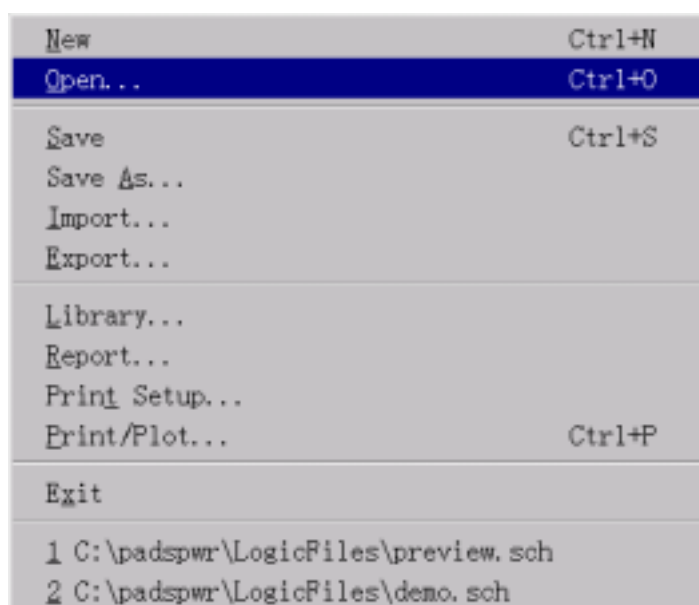 New Ctrl+N
Open... Ctrl+O
Save Ctrl+S
Save As...
Import...
Export...
Library...
Report...
Print Setup...
Print/Plot... Ctrl+P
Exit
1 C:\padspwr\LogicFiles\preview.sch
2 C:\padspwr\LogicFiles\demo.sch